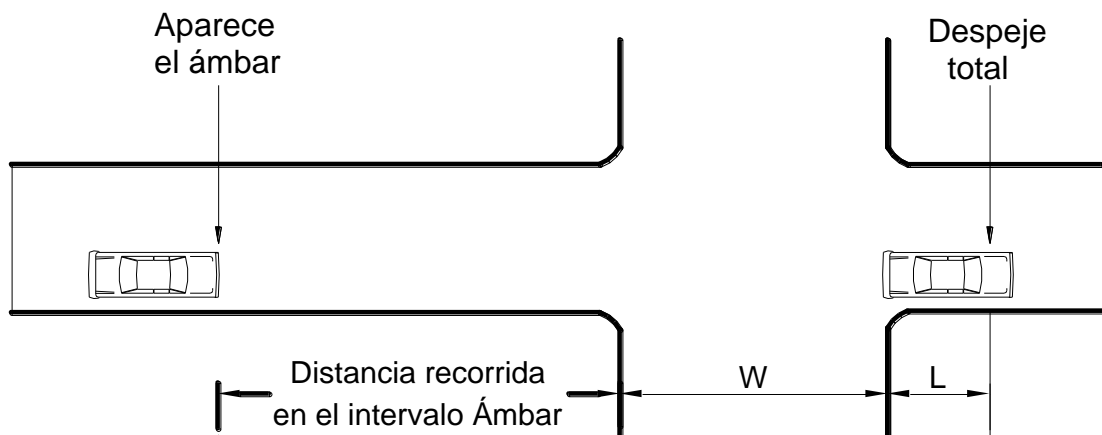 Aparece
el ámbar
Despeje
total
Distancia recorrida
en el intervalo Ámbar
W
L